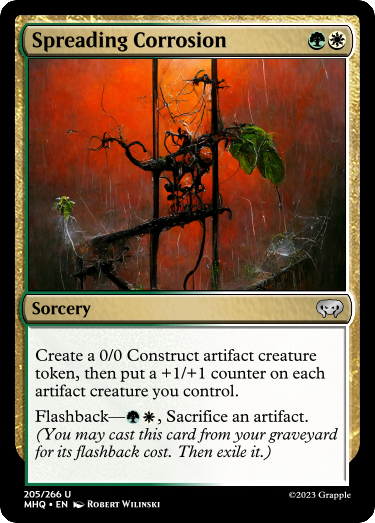 Spreading Corrosion
Sorcery
Create a 0/0 Construct artifact creature
token, then put a +1/+1 counter on each
artifact creature you control.
Flashback—, Sacrifice an artifact.
(You may cast this card from your graveyard
for its flashback cost. Then exile it.)
205/266 U
MHQ • EN Robert Wilinski
©2023 Grapple